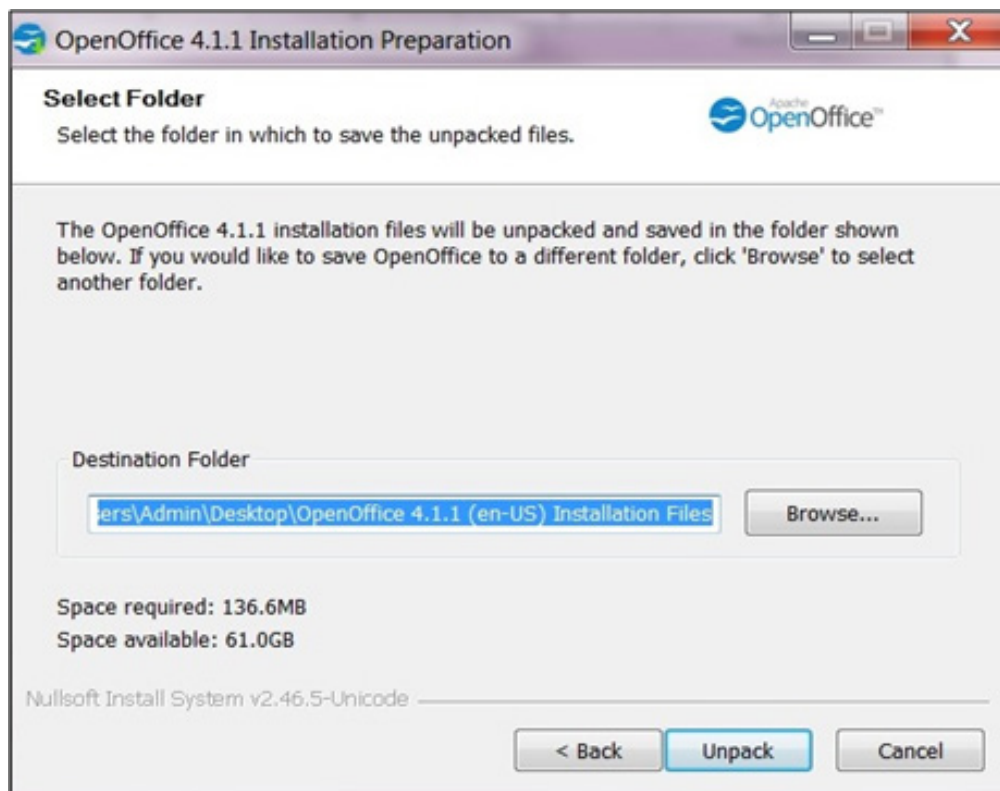 OpenOffice 4.1.1 Installation Preparation
Select Folder
Select the folder in which to save the unpacked files.
Apache
OpenOffice™
The OpenOffice 4.1.1 installation files will be unpacked and saved in the folder shown
below. If you would like to save OpenOffice to a different folder, click 'Browse' to select
another folder.
Destination Folder
ers\Admin\Desktop\OpenOffice 4.1.1 (en-US) Installation Files
Browse...
Space required: 136.6MB
Space available: 61.0GB
Nullsoft Install System v2.46.5-Unicode
< Back
Unpack
Cancel